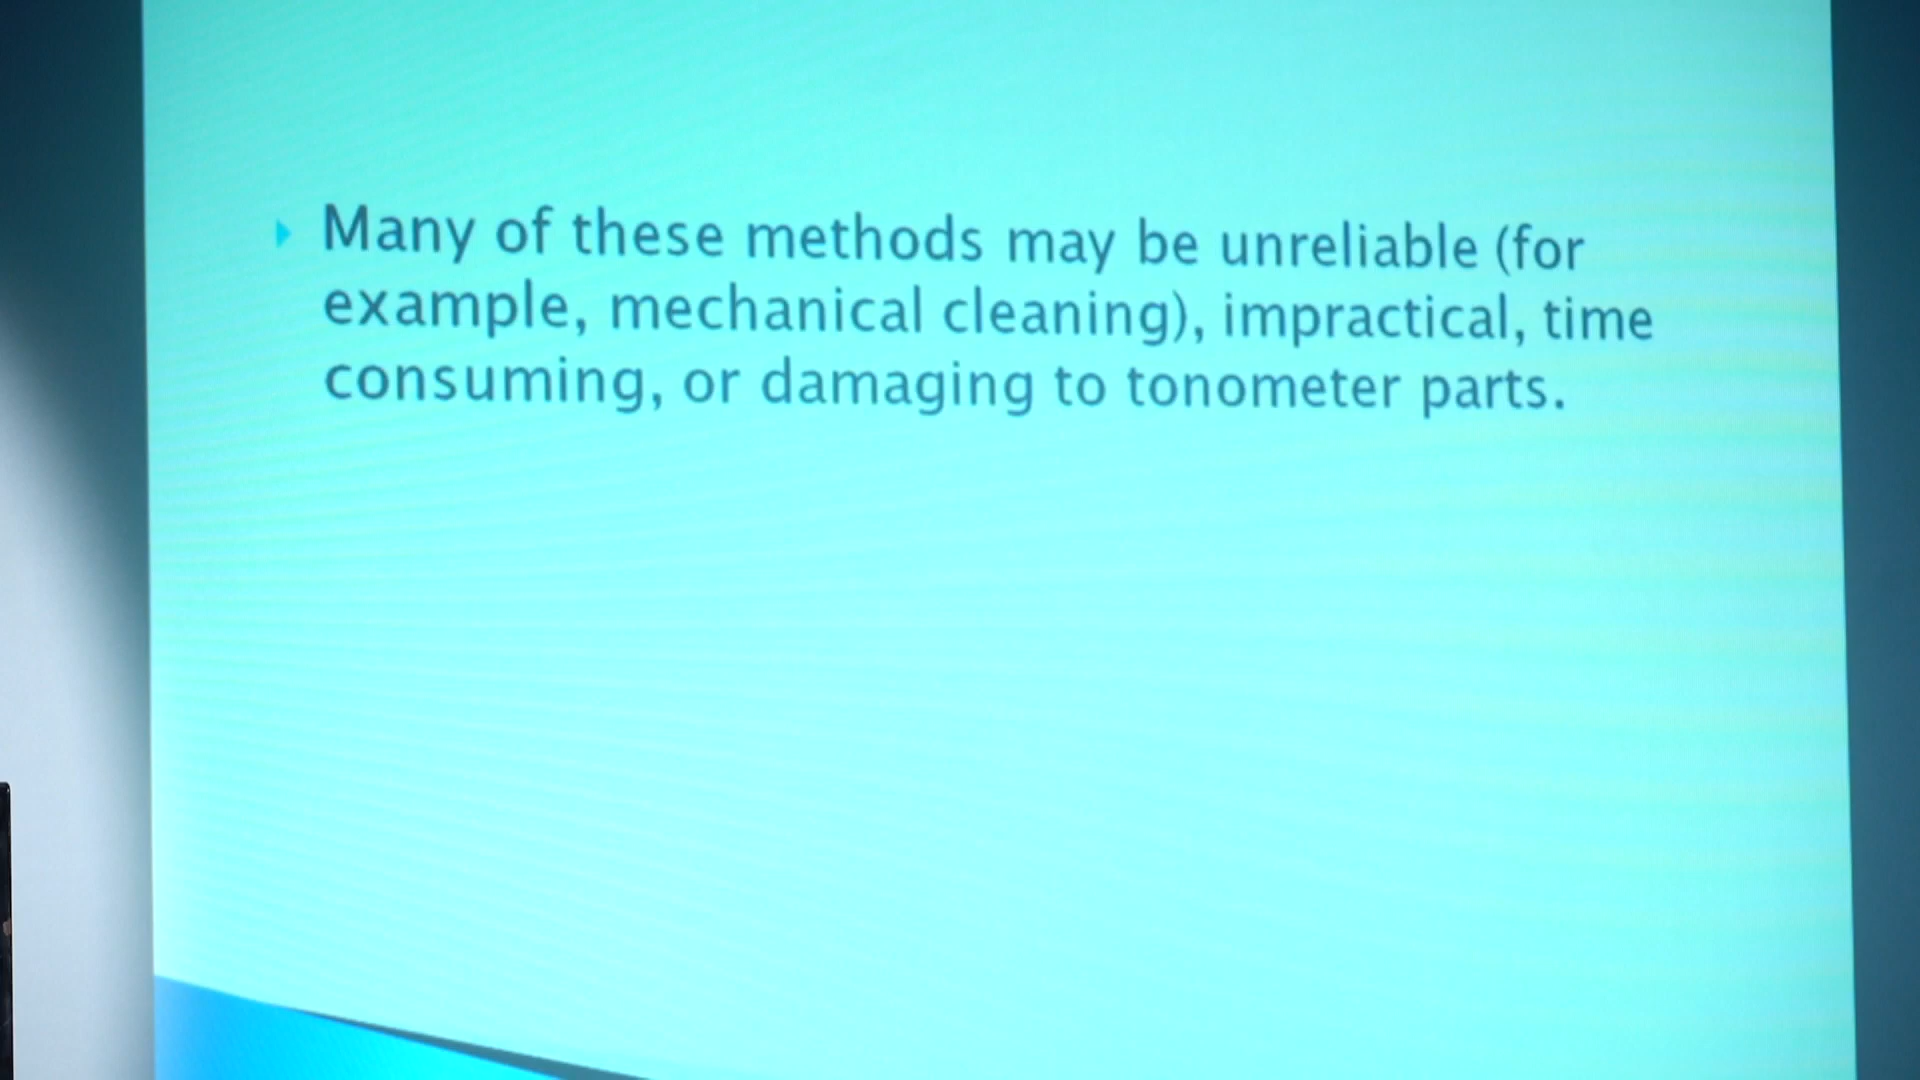 Many of these methods may be unreliable (for
example, mechanical cleaning), impractical, time
consuming, or damaging to tonometer parts.